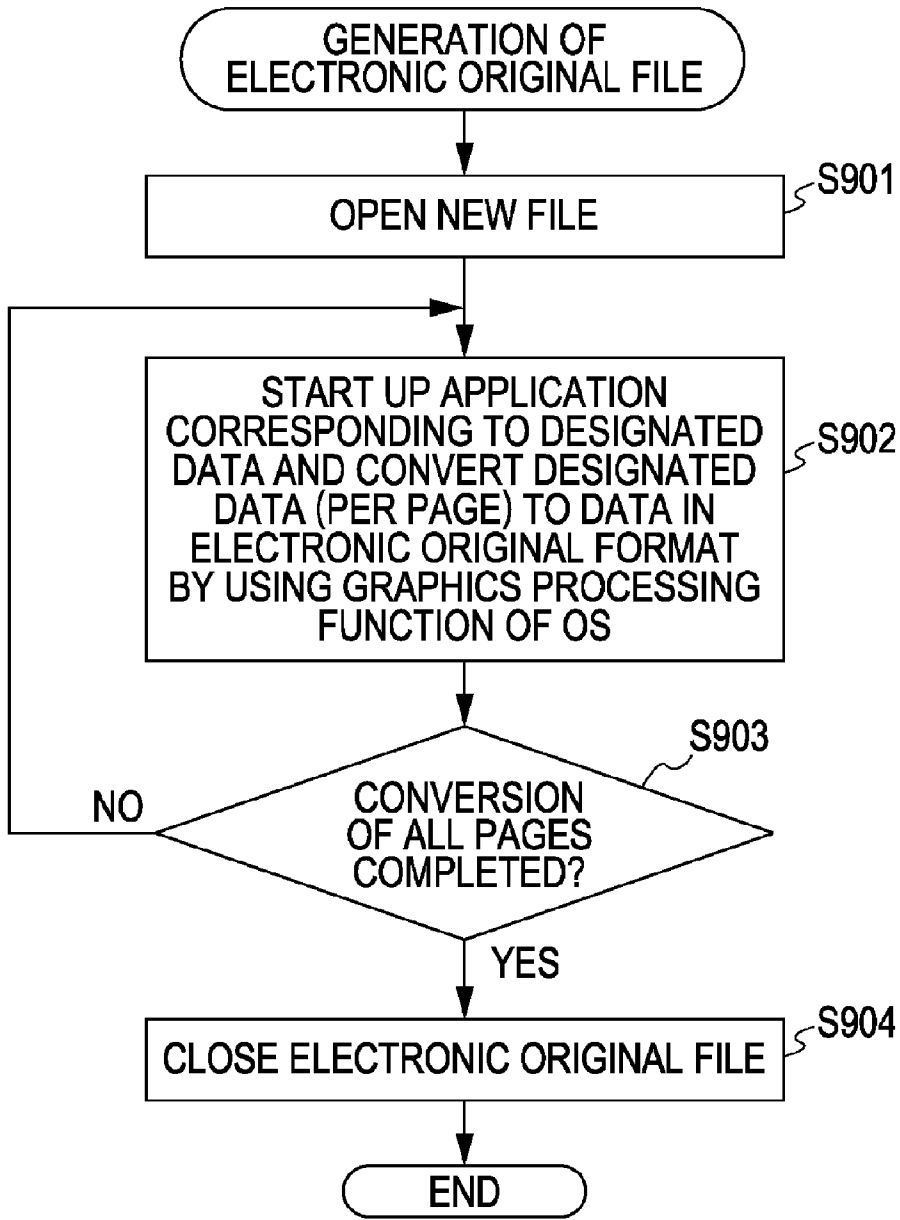 GENERATION OF
ELECTRONIC ORIGINAL FILE
S901
OPEN NEW FILE
START UP APPLICATION
CORRESPONDING TO DESIGNATED
DATA AND CONVERT DESIGNATED
DATA (PER PAGE) TO DATA IN
ELECTRONIC ORIGINAL FORMAT
BY USING GRAPHICS PROCESSING
FUNCTION OF OS
S902
S903
CONVERSION
OF ALL PAGES
COMPLETED?
NO
YES
S904
CLOSE ELECTRONIC ORIGINAL FILE
END